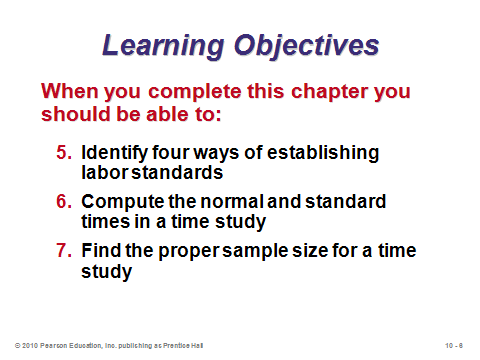 Learning Objectives
When you complete this chapter you
should be able to:
5. Identify four ways of establishing
labor standards
6. Compute the normal and standard
times in a time study
7. Find the proper sample size for a time
study
© 2010 Pearson Education, Inc. publishing as Prentice Hall
10 - 6